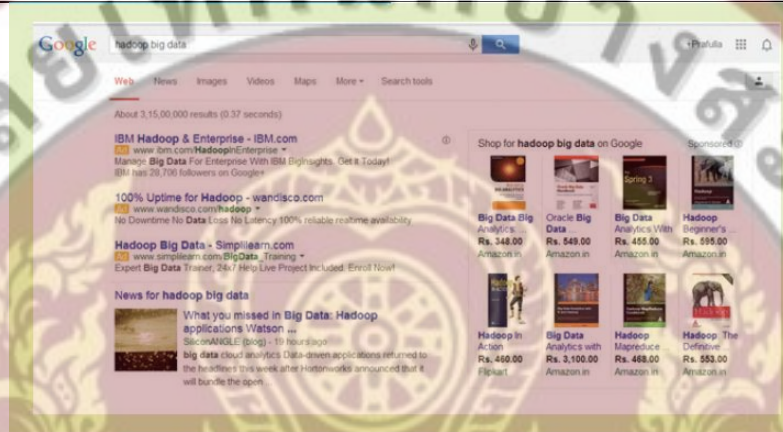 Google
hadoop big data
+Prafulla
Web News Images Videos Maps More Search tools
About 3,15,00,000 results (0.37 seconds)
IBM Hadoop & Enterprise - IBM.com
Ad www.ibm.com/HadoopInEnterprise
Manage Big Data For Enterprise With IBM BigInsights. Get it Today!
IBM has 28,706 followers on Google+
100% Uptime for Hadoop - wandisco.com
Ad www.wandisco.com/hadoop
No Downtime No Data Loss No Latency 100% reliable realtime availability
Hadoop Big Data - Simplilearn.com
Ad www.simplilearn.com/BigData_Training
Expert Big Data Trainer, 24x7 Help Live Project Included. Enroll Now!
News for hadoop big data
What you missed in Big Data: Hadoop
applications Watson ...
SiliconANGLE (blog) - 19 hours ago
big data cloud analytics Data-driven applications returned to
the headlines this week after Hortonworks announced that it
will bundle the open
Shop for hadoop big data on Google
Sponsored
Big Data Big Analytics: ...
Rs. 348.00
Amazon.in
Oracle Big Data ...
Rs. 549.00
Amazon.in
Spring 3
Big Data Analytics With
Rs. 455.00
Amazon.in
Hadoop Beginner's ...
Rs. 595.00
Amazon.in
Hadoop In Action
Rs. 460.00
Flipkart
Big Data Analytics with
Rs. 3,100.00
Amazon.in
Hadoop Mapreduce ...
Rs. 468.00
Amazon.in
Hadoop The Definitive ...
Rs. 553.00
Amazon.in